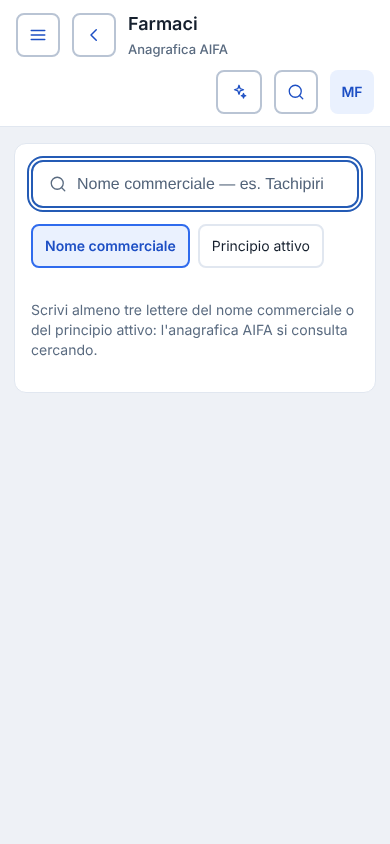 Farmaci
Anagrafica AIFA
MF
Nome commerciale — es. Tachipiri
Nome commerciale
Principio attivo
Scrivi almeno tre lettere del nome commerciale o
del principio attivo: l'anagrafica AIFA si consulta
cercando.